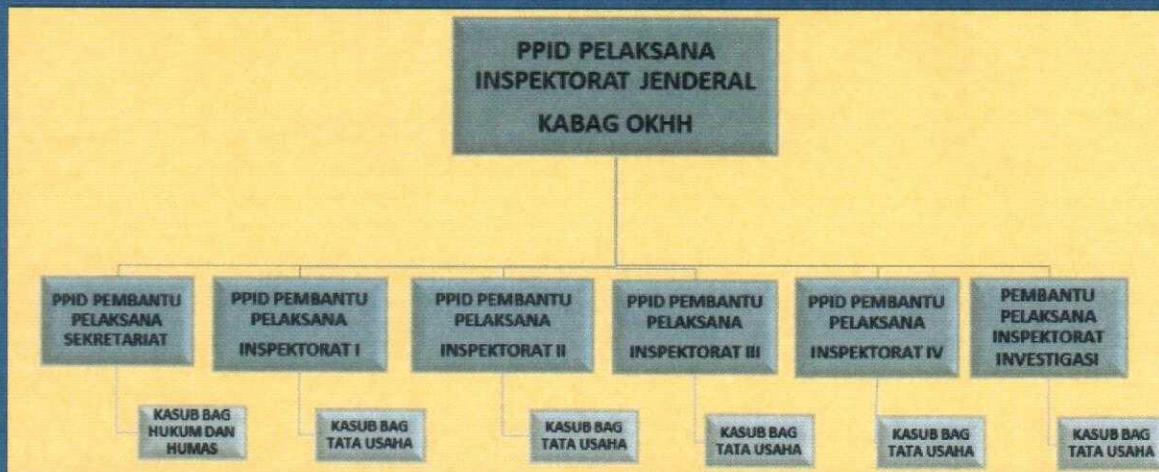 PPID PELAKSANA
INSPEKTORAT JENDERAL
KABAG OKHH
PPID PEMBANTU
PELAKSANA
SEKRETARIAT
PPID PEMBANTU
PELAKSANA
INSPEKTORAT I
PPID PEMBANTU
PELAKSANA
INSPEKTORAT II
PPID PEMBANTU
PELAKSANA
INSPEKTORAT III
PPID PEMBANTU
PELAKSANA
INSPEKTORAT IV
PEMBANTU
PELAKSANA
INSPEKTORAT
INVESTIGASI
KASUB BAG
HUKUM DAN
HUMAS
KASUB BAG
TATA USAHA
KASUB BAG
TATA USAHA
KASUB BAG
TATA USAHA
KASUB BAG
TATA USAHA
KASUB BAG
TATA USAHA